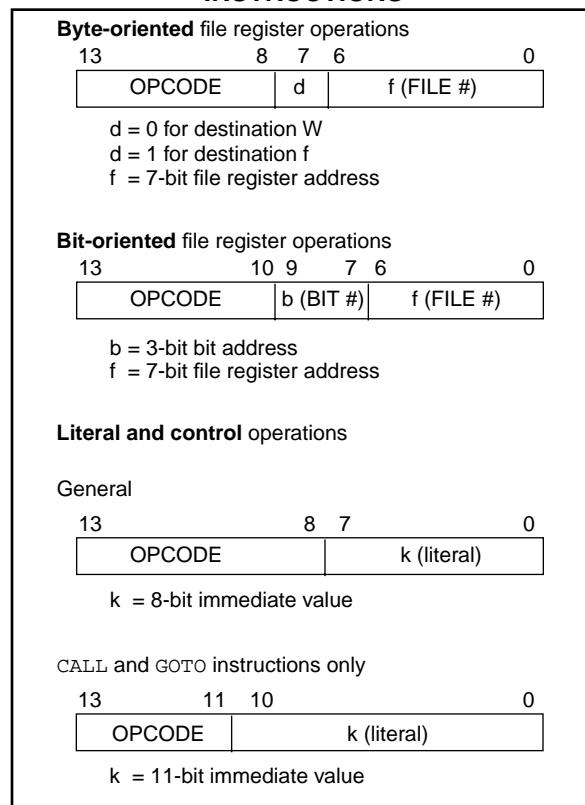 Byte-oriented file register operations
13 8 7 6 0
OPCODE d f (FILE #)
d = 0 for destination W
d = 1 for destination f
f = 7-bit file register address
Bit-oriented file register operations
13 10 9 7 6 0
OPCODE b (BIT #) f (FILE #)
b = 3-bit bit address
f = 7-bit file register address
Literal and control operations
General
13 8 7 0
OPCODE k (literal)
k = 8-bit immediate value
CALL and GOTO instructions only
13 11 10 0
OPCODE k (literal)
k = 11-bit immediate value